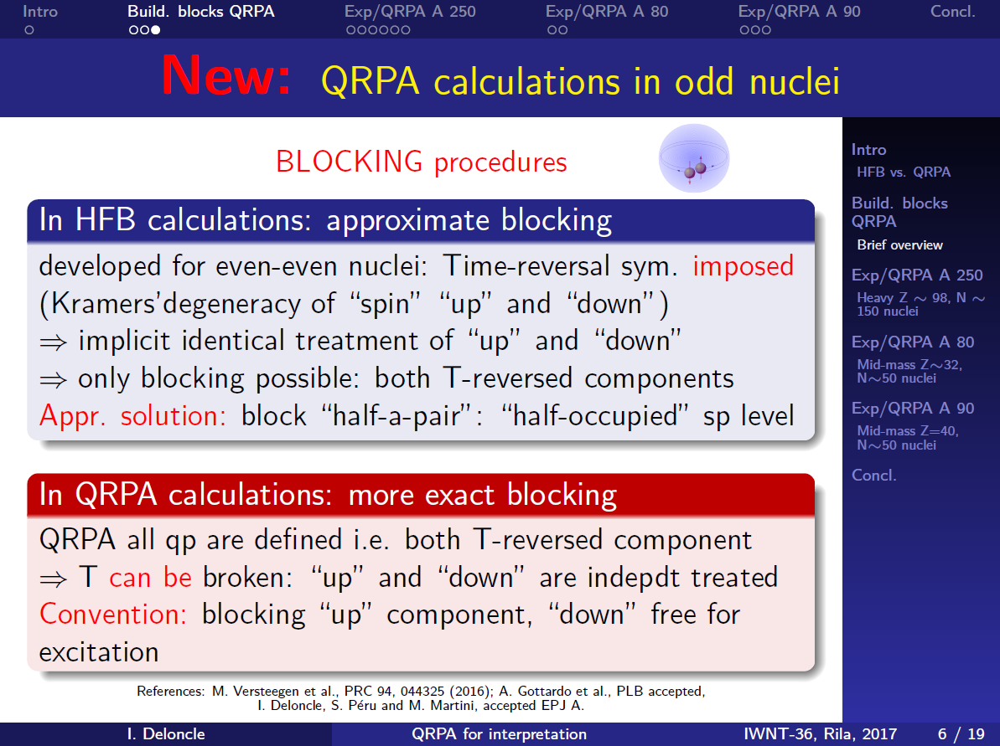 Intro Build. blocks QRPA Exp/QRPA A 250 Exp/QRPA A 80 Exp/QRPA A 90 Concl.
New: QRPA calculations in odd nuclei
BLOCKING procedures
In HFB calculations: approximate blocking
developed for even-even nuclei: Time-reversal sym. imposed
(Kramers'degeneracy of “spin” “up” and “down”)
⇒ implicit identical treatment of “up” and “down”
⇒ only blocking possible: both T-reversed components
Appr. solution: block “half-a-pair”: “half-occupied” sp level
In QRPA calculations: more exact blocking
QRPA all qp are defined i.e. both T-reversed component
⇒ T can be broken: “up” and “down” are indepdt treated
Convention: blocking “up” component, “down” free for
excitation
References: M. Versteegen et al., PRC 94, 044325 (2016); A. Gottardo et al., PLB accepted,
I. Deloncle, S. Péru and M. Martini, accepted EPJ A.
Intro
HFB vs. QRPA
Build. blocks
QRPA
Brief overview
Exp/QRPA A 250
Heavy Z ∼ 98, N ∼
150 nuclei
Exp/QRPA A 80
Mid-mass Z∼32,
N∼50 nuclei
Exp/QRPA A 90
Mid-mass Z=40,
N∼50 nuclei
Concl.
I. Deloncle QRPA for interpretation IWNT-36, Rila, 2017 6 / 19